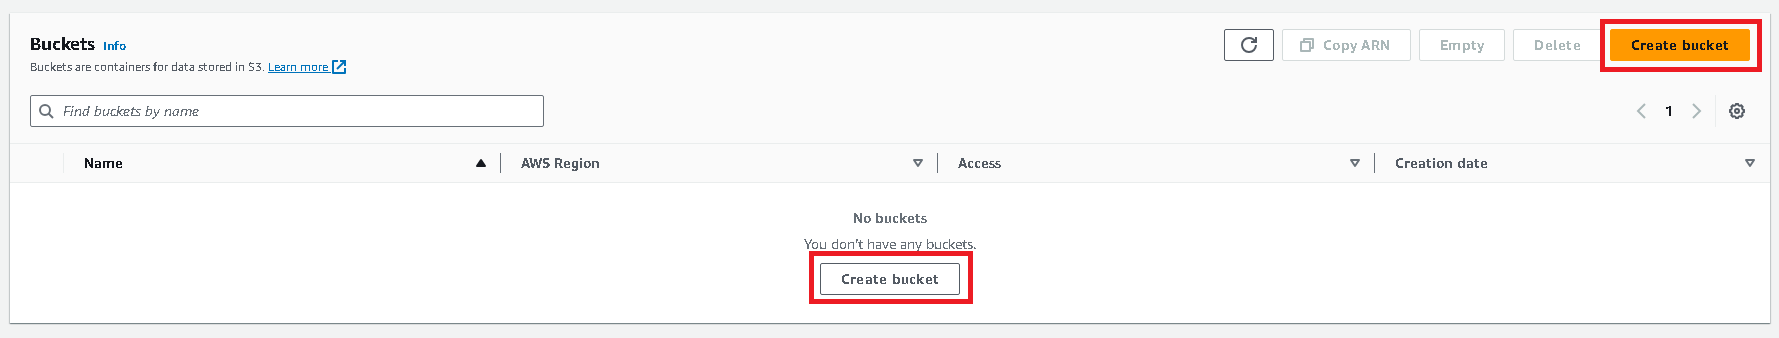 Buckets Info
Buckets are containers for data stored in S3. Learn more
Copy ARN
Empty
Delete
Create bucket
Find buckets by name
1
Name
AWS Region
Access
Creation date
No buckets
You don't have any buckets.
Create bucket